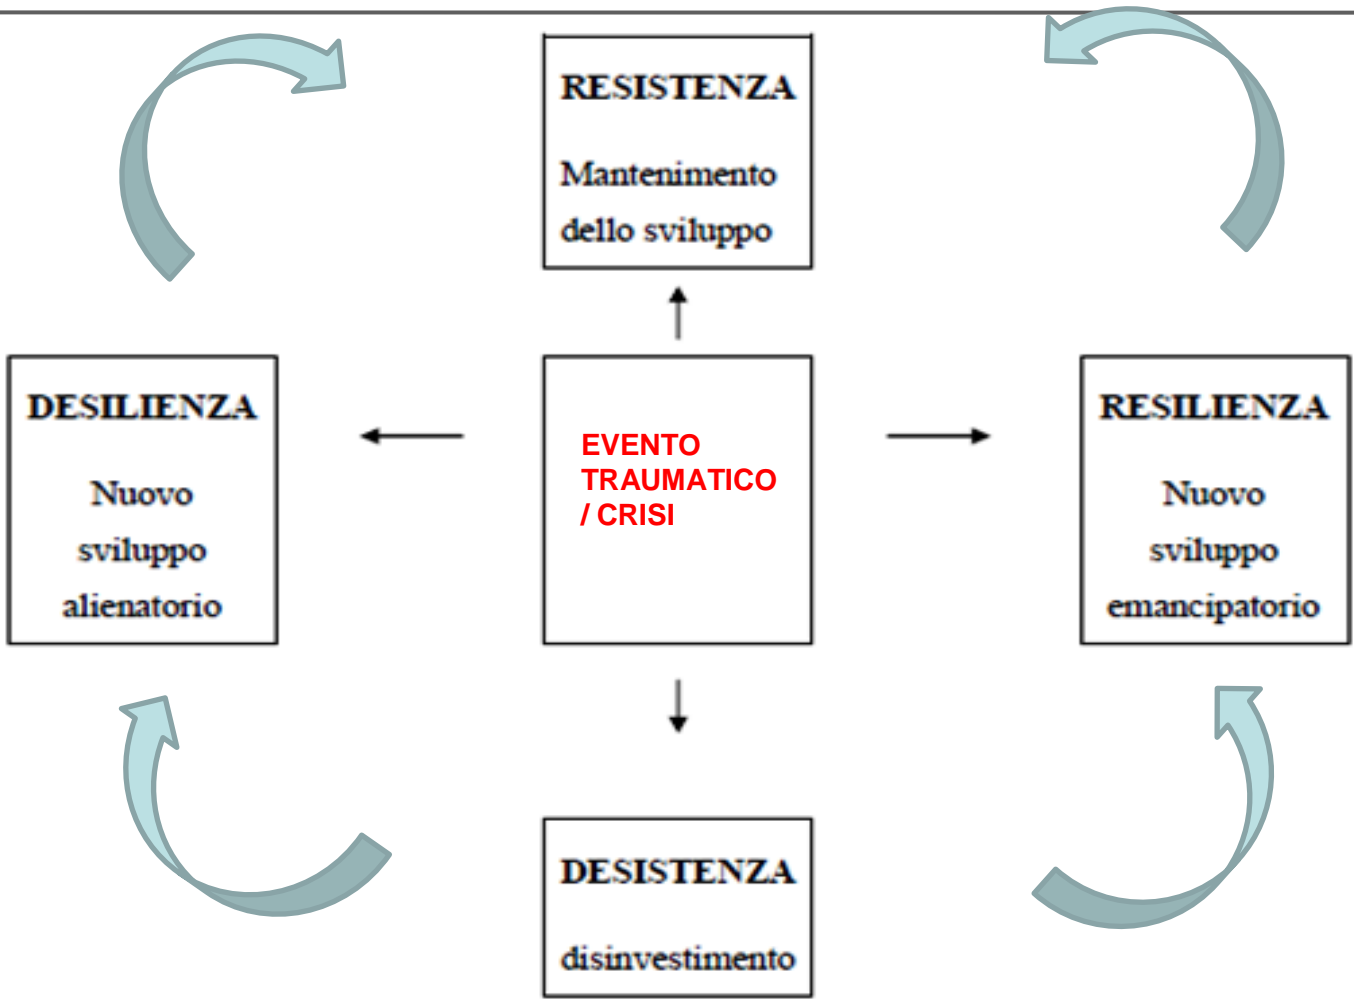 RESISTENZA
Mantenimento
dello sviluppo
DESILIENZA
Nuovo
sviluppo
alienatorio
EVENTO
TRAUMATICO
/ CRISI
RESILIENZA
Nuovo
sviluppo
emancipatorio
DESISTENZA
disinvestimento